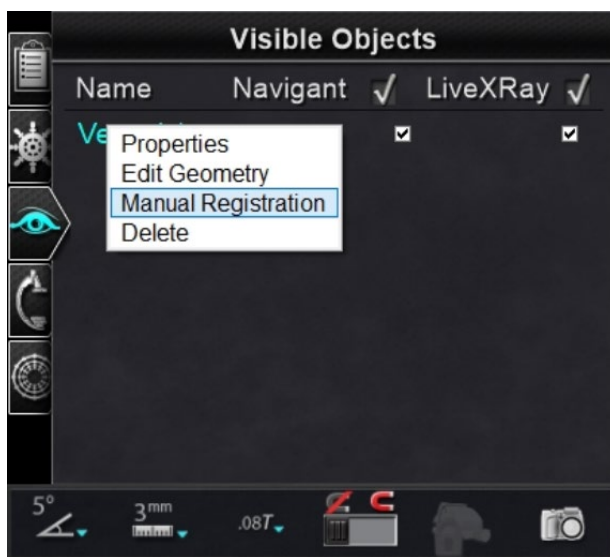 Visible Objects
Name Navigant LiveXRay
Properties
Edit Geometry
Manual Registration
Delete
5° 3mm .08T